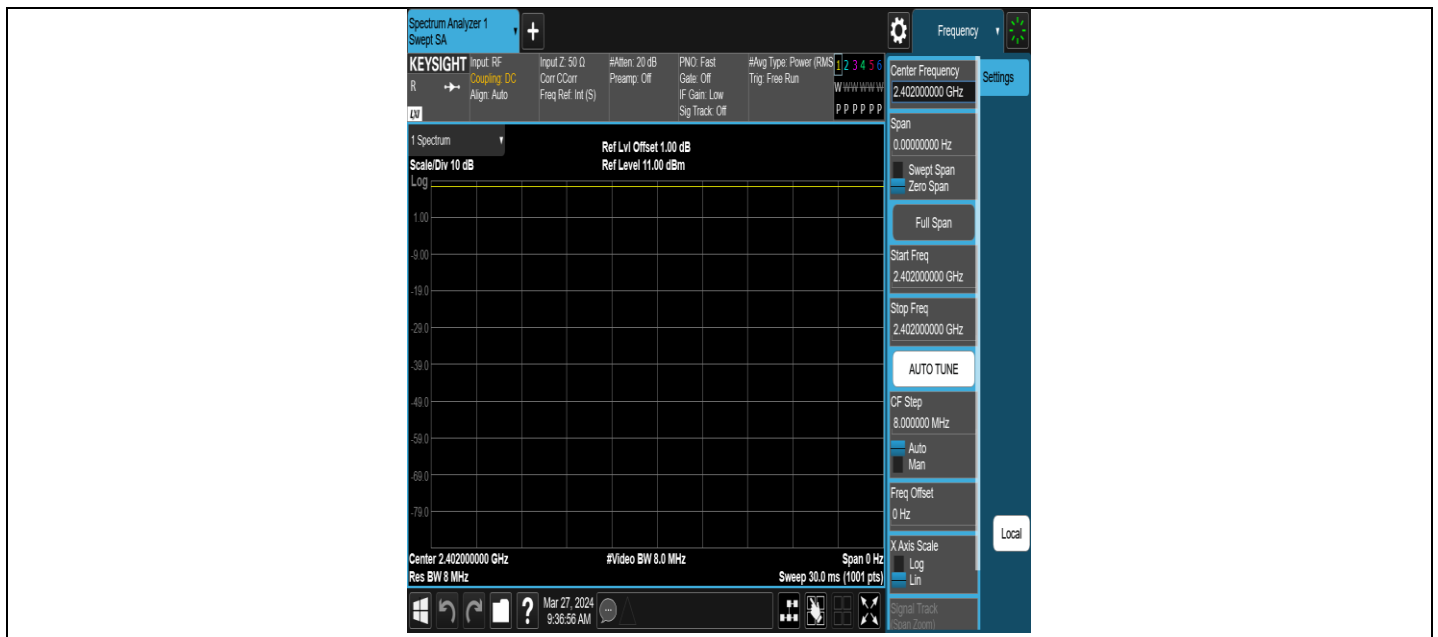 Spectrum Analyzer 1
Swept SA
+
Frequency
KEYSIGHT
R
LXI
Input: RF
Coupling: DC
Align: Auto
Input Z: 50 Ω
Corr CCorr
Freq Ref: Int (S)
#Atten: 20 dB
Preamp: Off
PNO: Fast
Gate: Off
IF Gain: Low
Sig Track: Off
#Avg Type: Power (RMS
Trig: Free Run
1 2 3 4 5 6
W W W W W W
P P P P P P
1 Spectrum
Scale/Div 10 dB
Ref Lvl Offset 1.00 dB
Ref Level 11.00 dBm
Log
1.00
-9.00
-19.0
-29.0
-39.0
-49.0
-59.0
-69.0
-79.0
Center 2.402000000 GHz
#Video BW 8.0 MHz
Span 0 Hz
Res BW 8 MHz
Sweep 30.0 ms (1001 pts)
?
Mar 27, 2024
9:36:56 AM
Center Frequency
2.402000000 GHz
Settings
Span
0.00000000 Hz
Swept Span
Zero Span
Full Span
Start Freq
2.402000000 GHz
Stop Freq
2.402000000 GHz
AUTO TUNE
CF Step
8.000000 MHz
Auto
Man
Freq Offset
0 Hz
X Axis Scale
Log
Lin
Local
Signal Track
(Span Zoom)